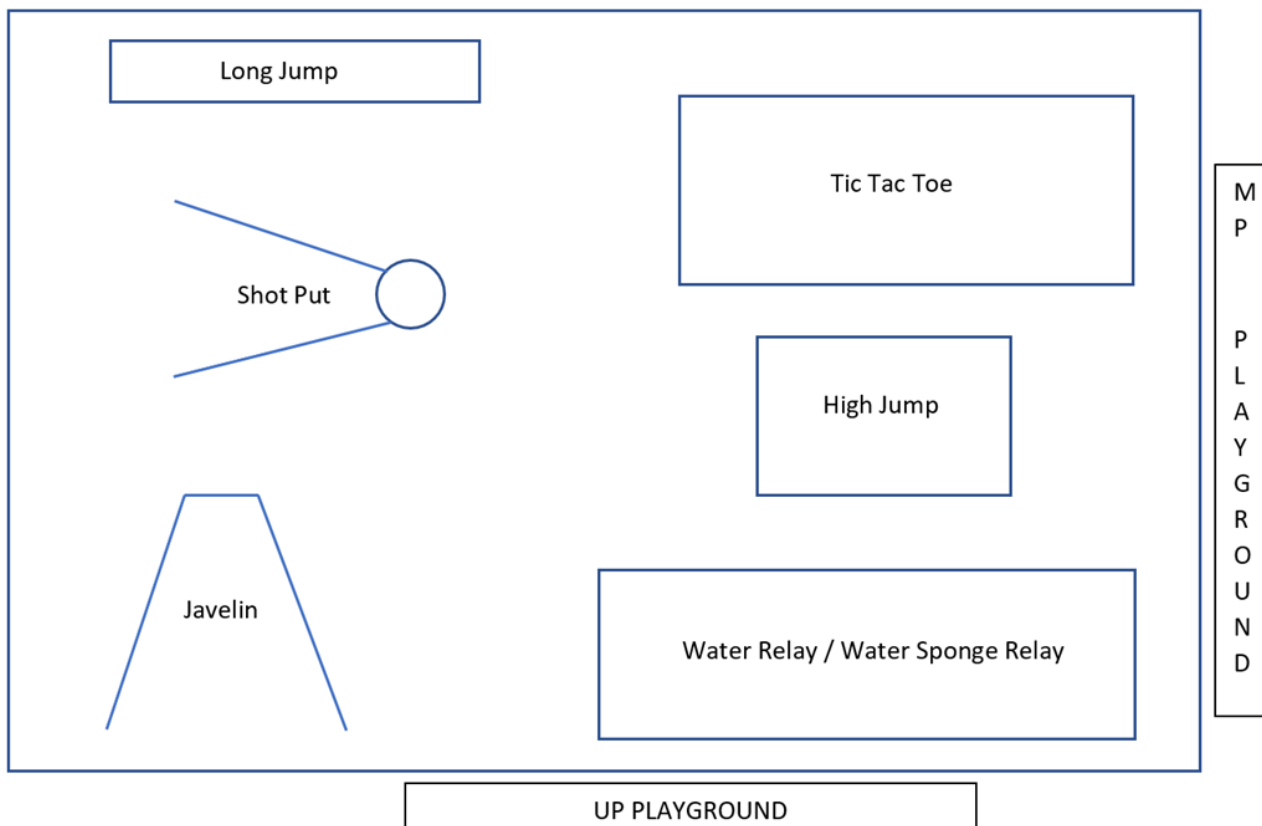 Long Jump
Tic Tac Toe
Shot Put
High Jump
Javelin
Water Relay / Water Sponge Relay
MP PLAYGROUND
UP PLAYGROUND